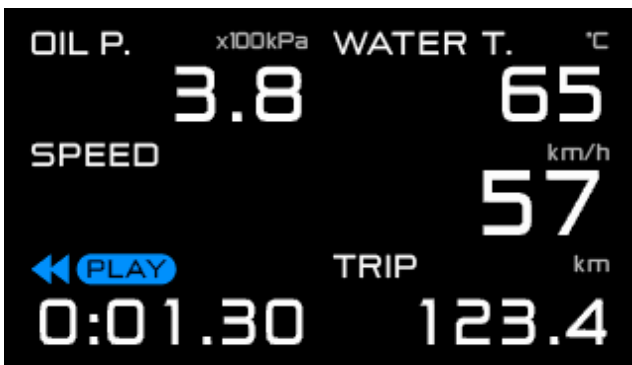 OIL P. x100kPa WATER T. °C
3.8 65
SPEED km/h
57
PLAY TRIP km
0:01.30 123.4